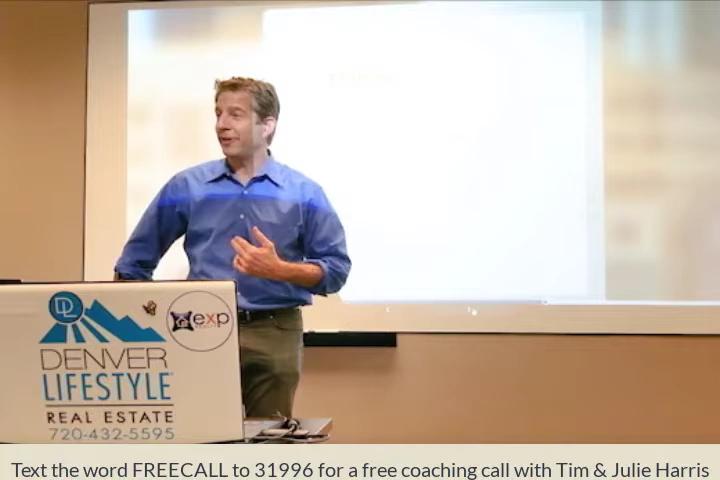 DL
exp
DENVER
LIFESTYLE
REAL ESTATE
720-432-5595
Text the word FREECALL to 31996 for a free coaching call with Tim & Julie Harris